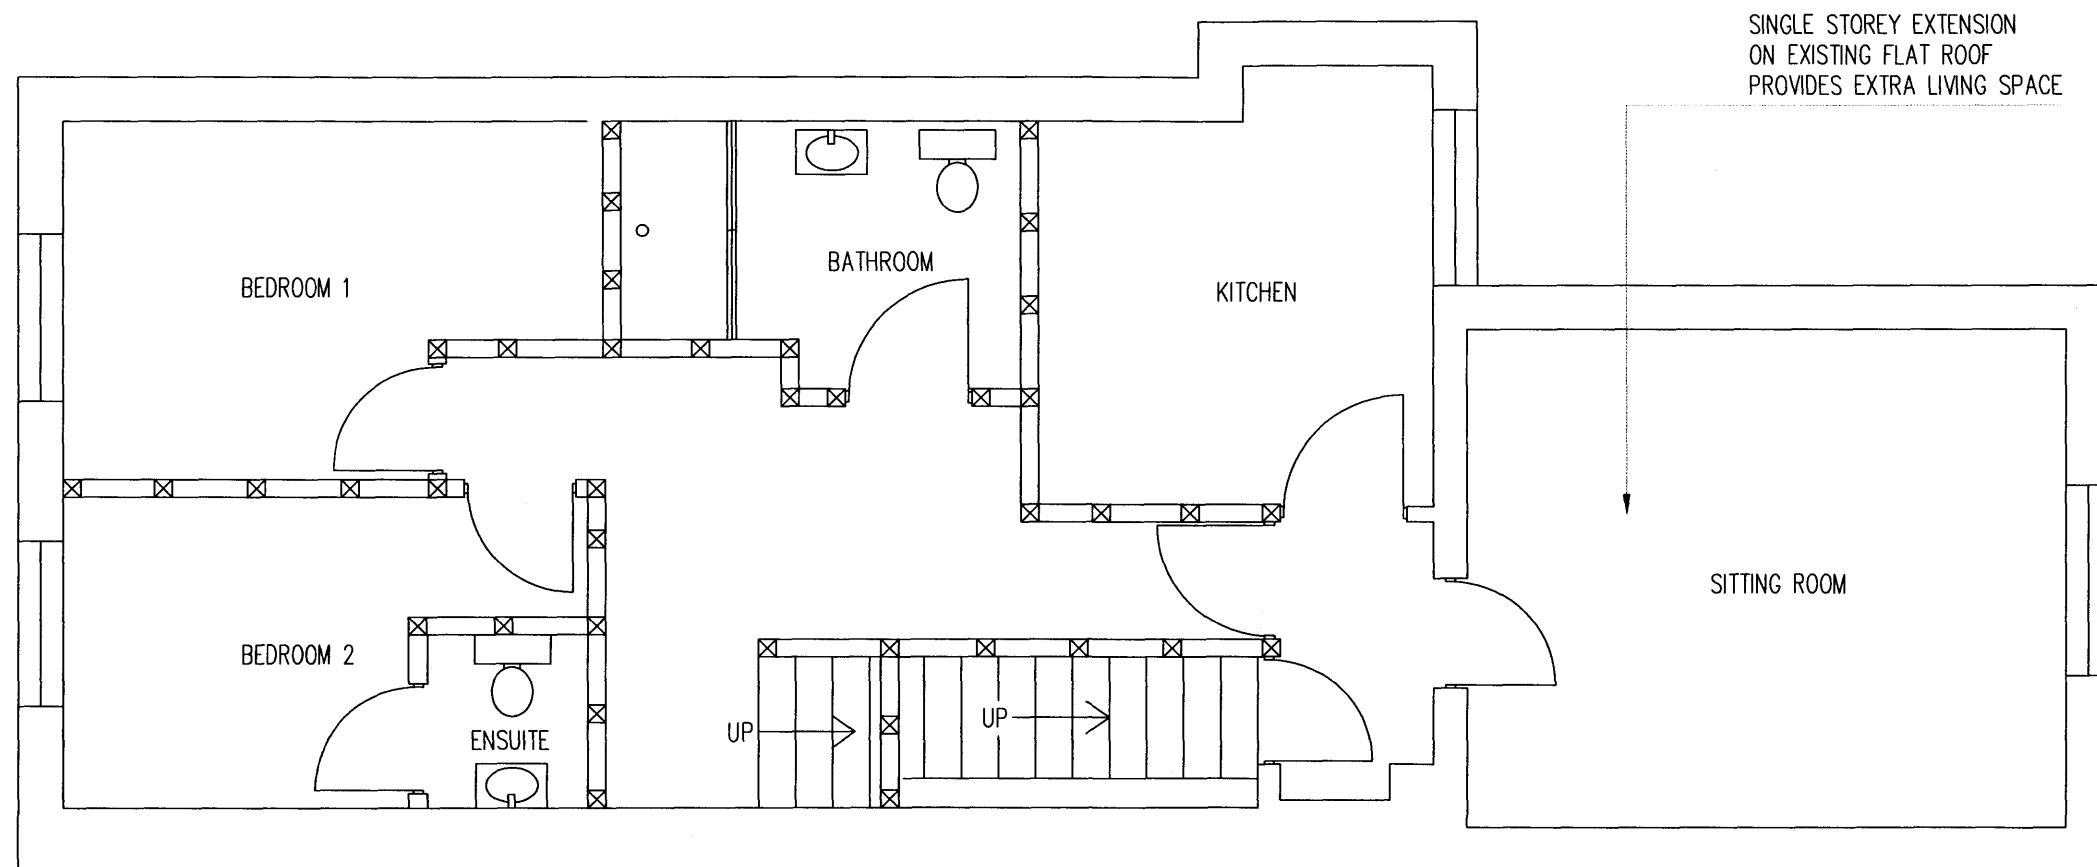 SINGLE STOREY EXTENSION
ON EXISTING FLAT ROOF
PROVIDES EXTRA LIVING SPACE
BATHROOM
BEDROOM 1
KITCHEN
SITTING ROOM
BEDROOM 2
ENSUITE
UP
UP